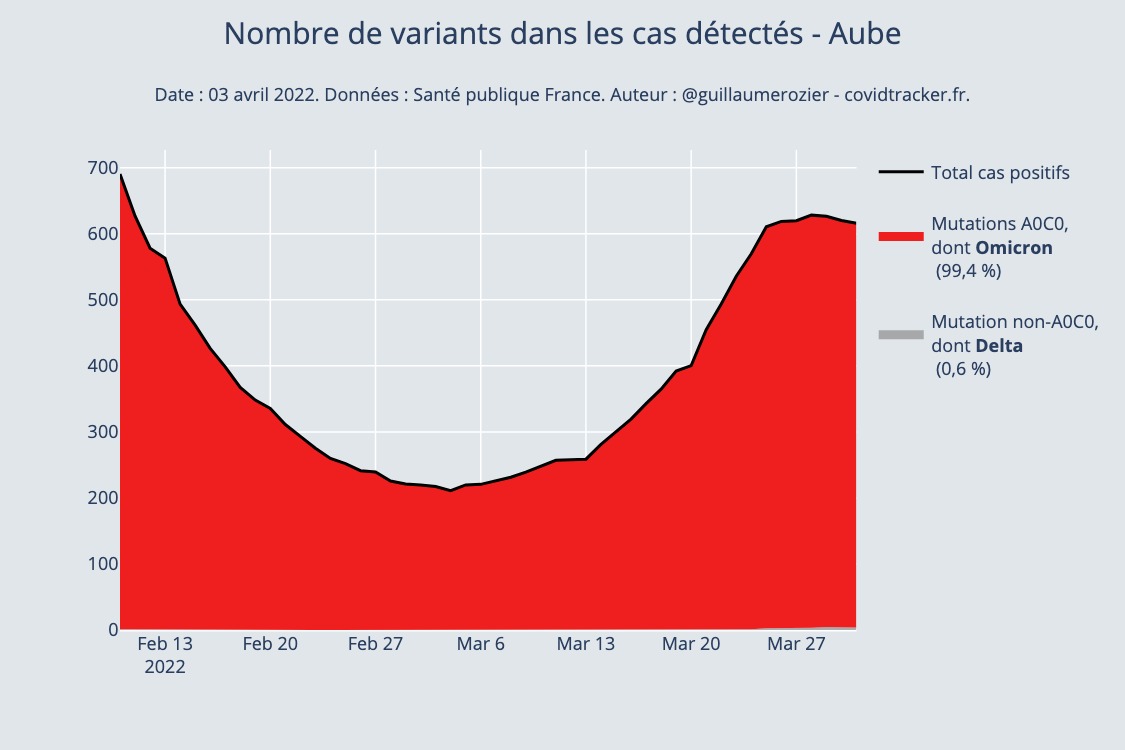 Nombre de variants dans les cas détectés - Aube
Date : 03 avril 2022. Données : Santé publique France. Auteur : @guillaumerozier - covidtracker.fr.
700
600
500
400
300
200
100
0
Feb 13
2022
Feb 20
Feb 27
Mar 6
Mar 13
Mar 20
Mar 27
Total cas positifs
Mutations A0C0,
dont Omicron
(99,4 %)
Mutation non-A0C0,
dont Delta
(0,6 %)